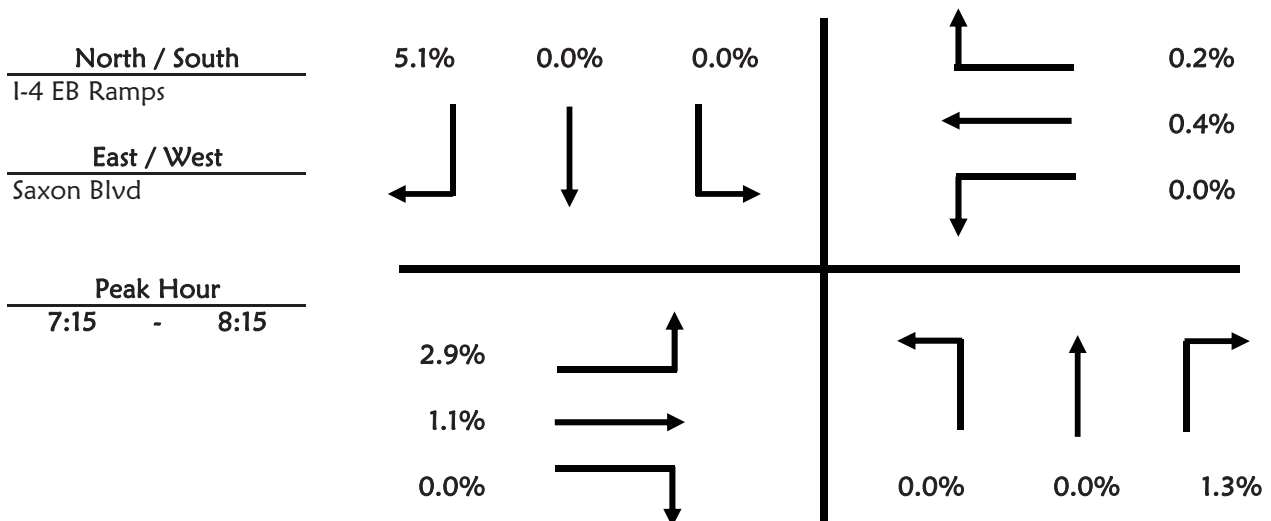 North / South
I-4 EB Ramps
East / West
Saxon Blvd
Peak Hour
7:15 - 8:15
5.1% 0.0% 0.0%
0.2%
0.4%
0.0%
2.9%
1.1%
0.0%
0.0% 0.0% 1.3%